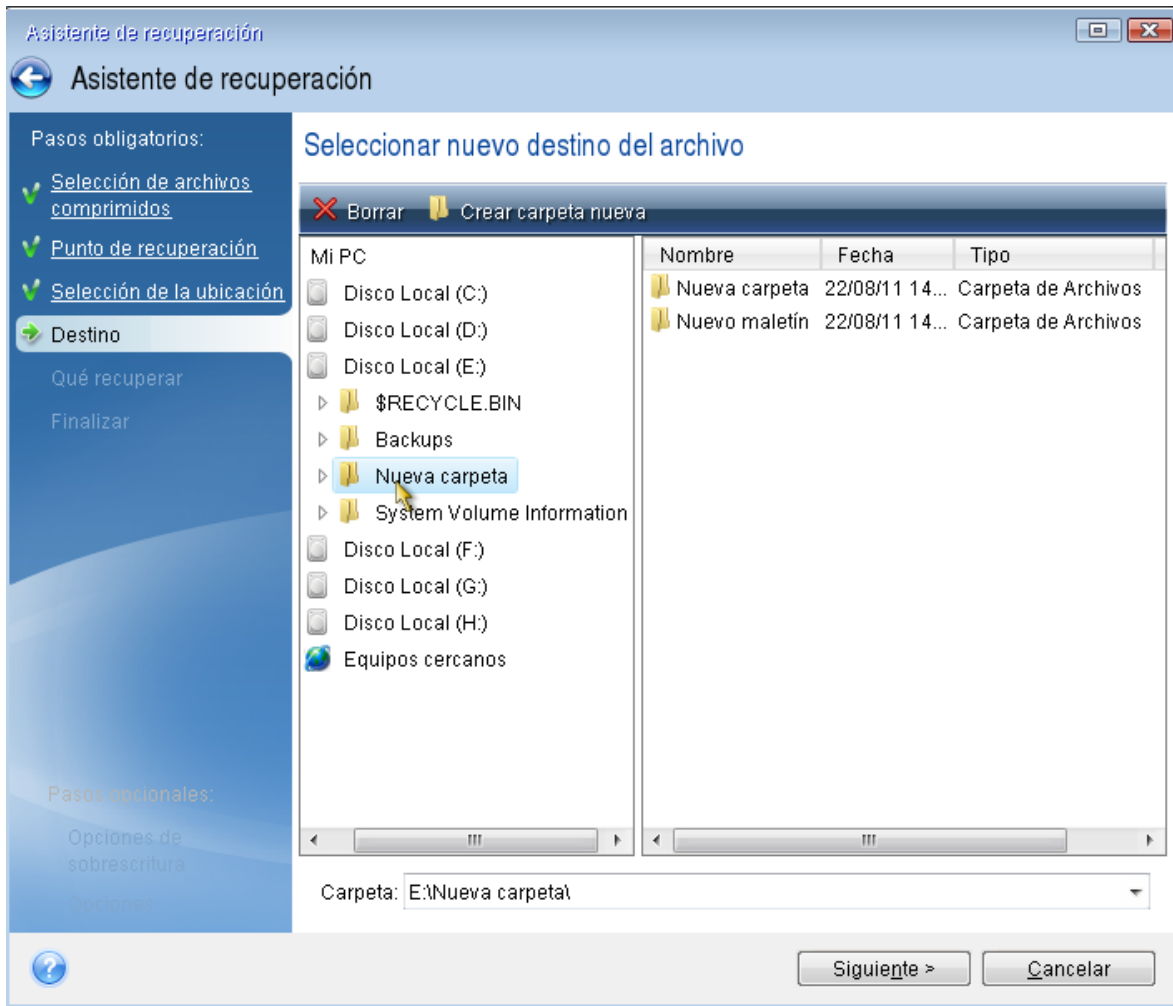 Asistente de recuperación
Asistente de recuperación
Pasos obligatorios:
Selección de archivos
comprimidos
Punto de recuperación
Selección de la ubicación
Destino
Qué recuperar
Finalizar
Pasos opcionales:
Opciones de
sobrescritura
Opciones
Seleccionar nuevo destino del archivo
Borrar Crear carpeta nueva
Mi PC
Disco Local (C:)
Disco Local (D:)
Disco Local (E:)
$RECYCLE.BIN
Backups
Nueva carpeta
System Volume Information
Disco Local (F:)
Disco Local (G:)
Disco Local (H:)
Equipos cercanos
Nombre Fecha Tipo
Nueva carpeta 22/08/11 14... Carpeta de Archivos
Nuevo maletín 22/08/11 14... Carpeta de Archivos
Carpeta: E:\Nueva carpeta\
Siguiente > Cancelar